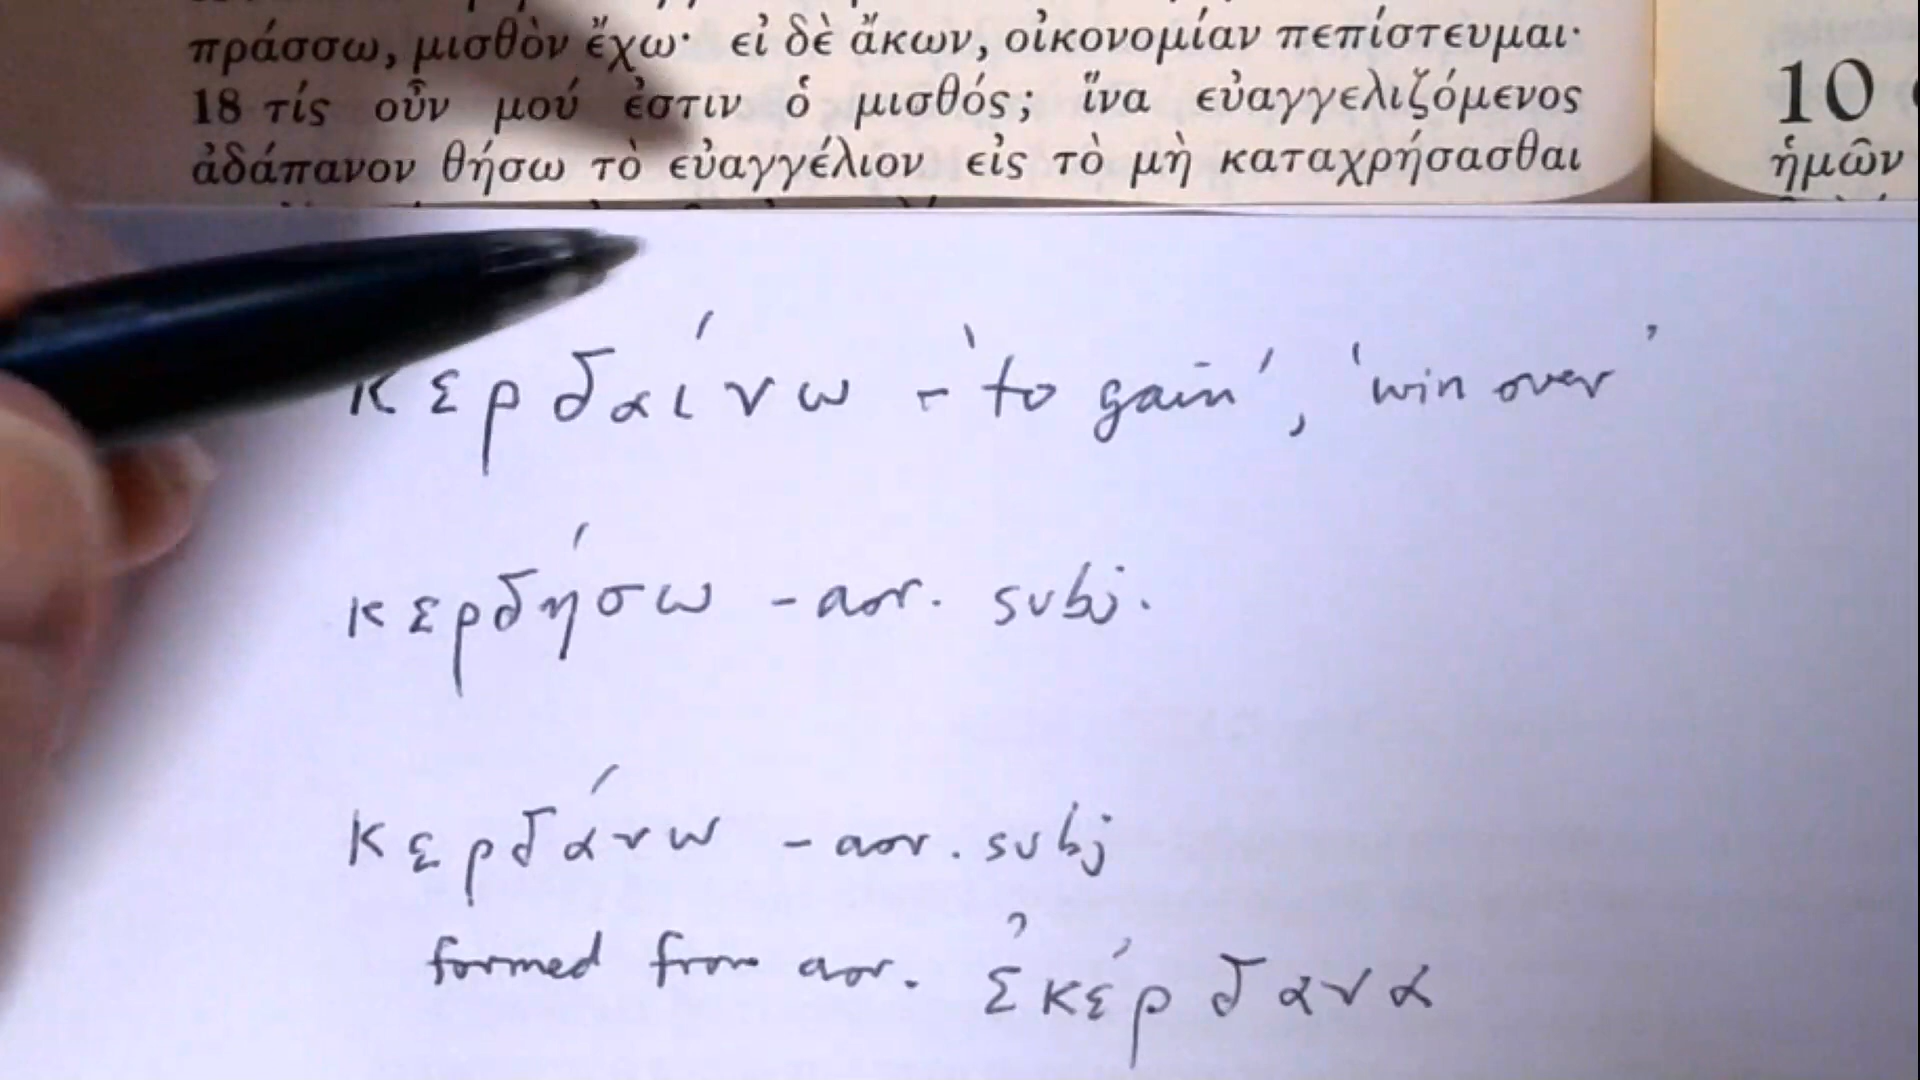 πράσσω, μισθὸν ἔχω· εἰ δὲ ἄκων, οἰκονομίαν πεπίστευμαι·
18 τίς οὖν μού ἐστιν ὁ μισθός; ἵνα εὐαγγελιζόμενος
ἀδάπανον θήσω τὸ εὐαγγέλιον εἰς τὸ μὴ καταχρήσασθαι
10
ἡμῶν
κερδαίνω - 'to gain', 'win over'
κερδήσω - aor. subj.
κερδάνω - aor. subj
formed from aor. ἐκέρδανα